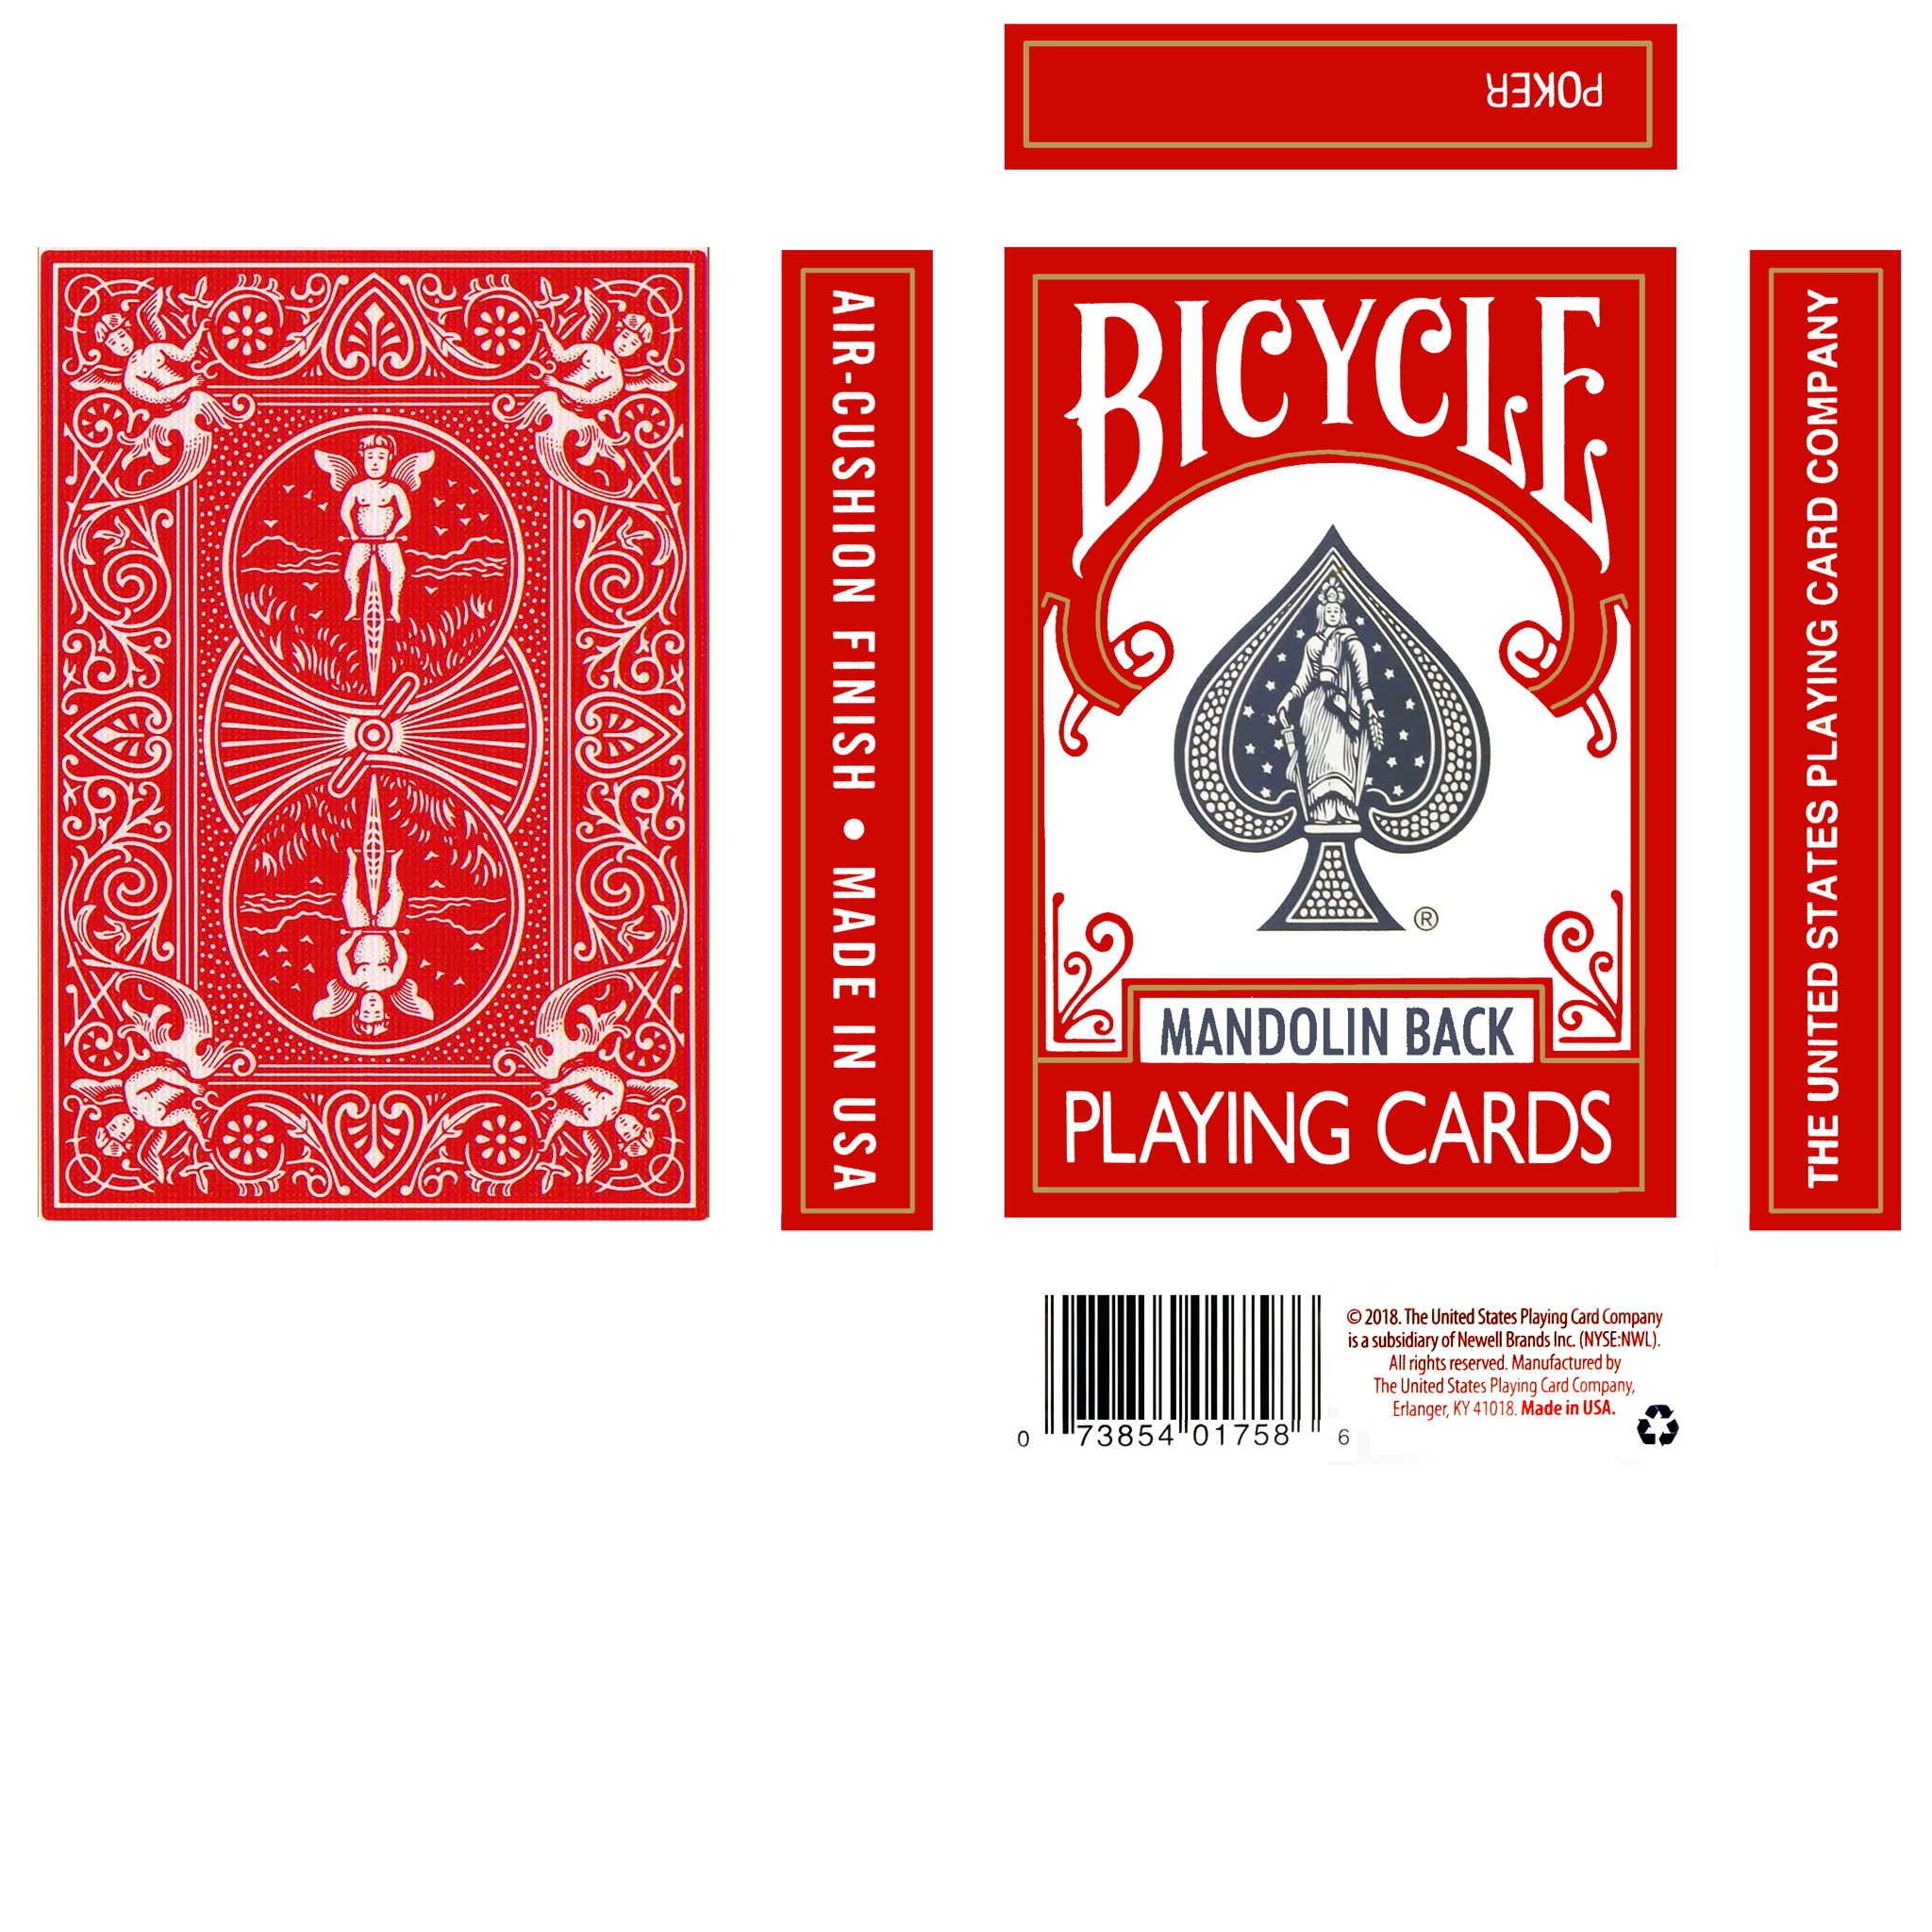 POKER
AIR-CUSHION FINISH • MADE IN USA
BICYCLE
®
MANDOLIN BACK
PLAYING CARDS
THE UNITED STATES PLAYING CARD COMPANY
© 2018. The United States Playing Card Company
is a subsidiary of Newell Brands Inc. (NYSE:NWL).
All rights reserved. Manufactured by
The United States Playing Card Company,
Erlanger, KY 41018. Made in USA.
0 73854 01758 6